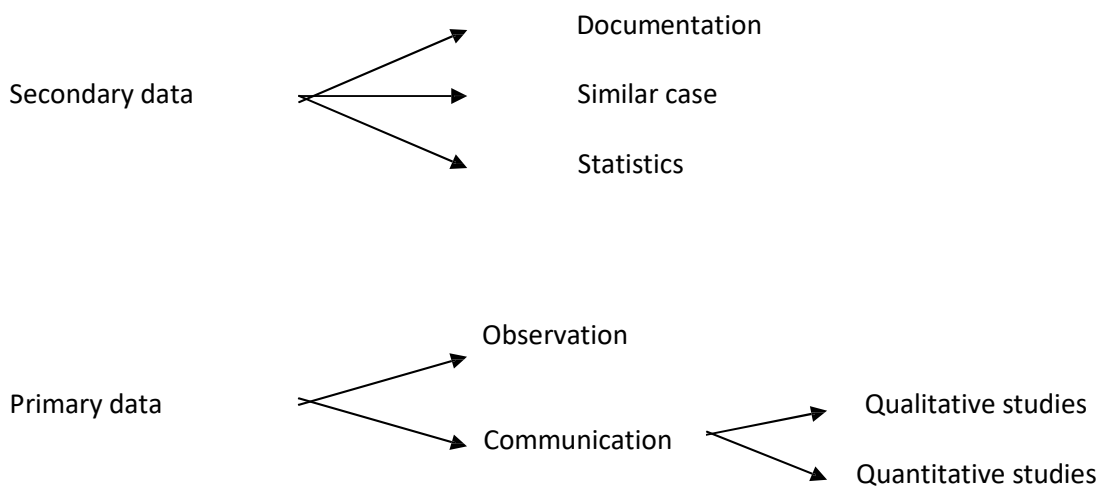 Documentation
Secondary data
Similar case
Statistics
Observation
Primary data
Communication
Qualitative studies
Quantitative studies